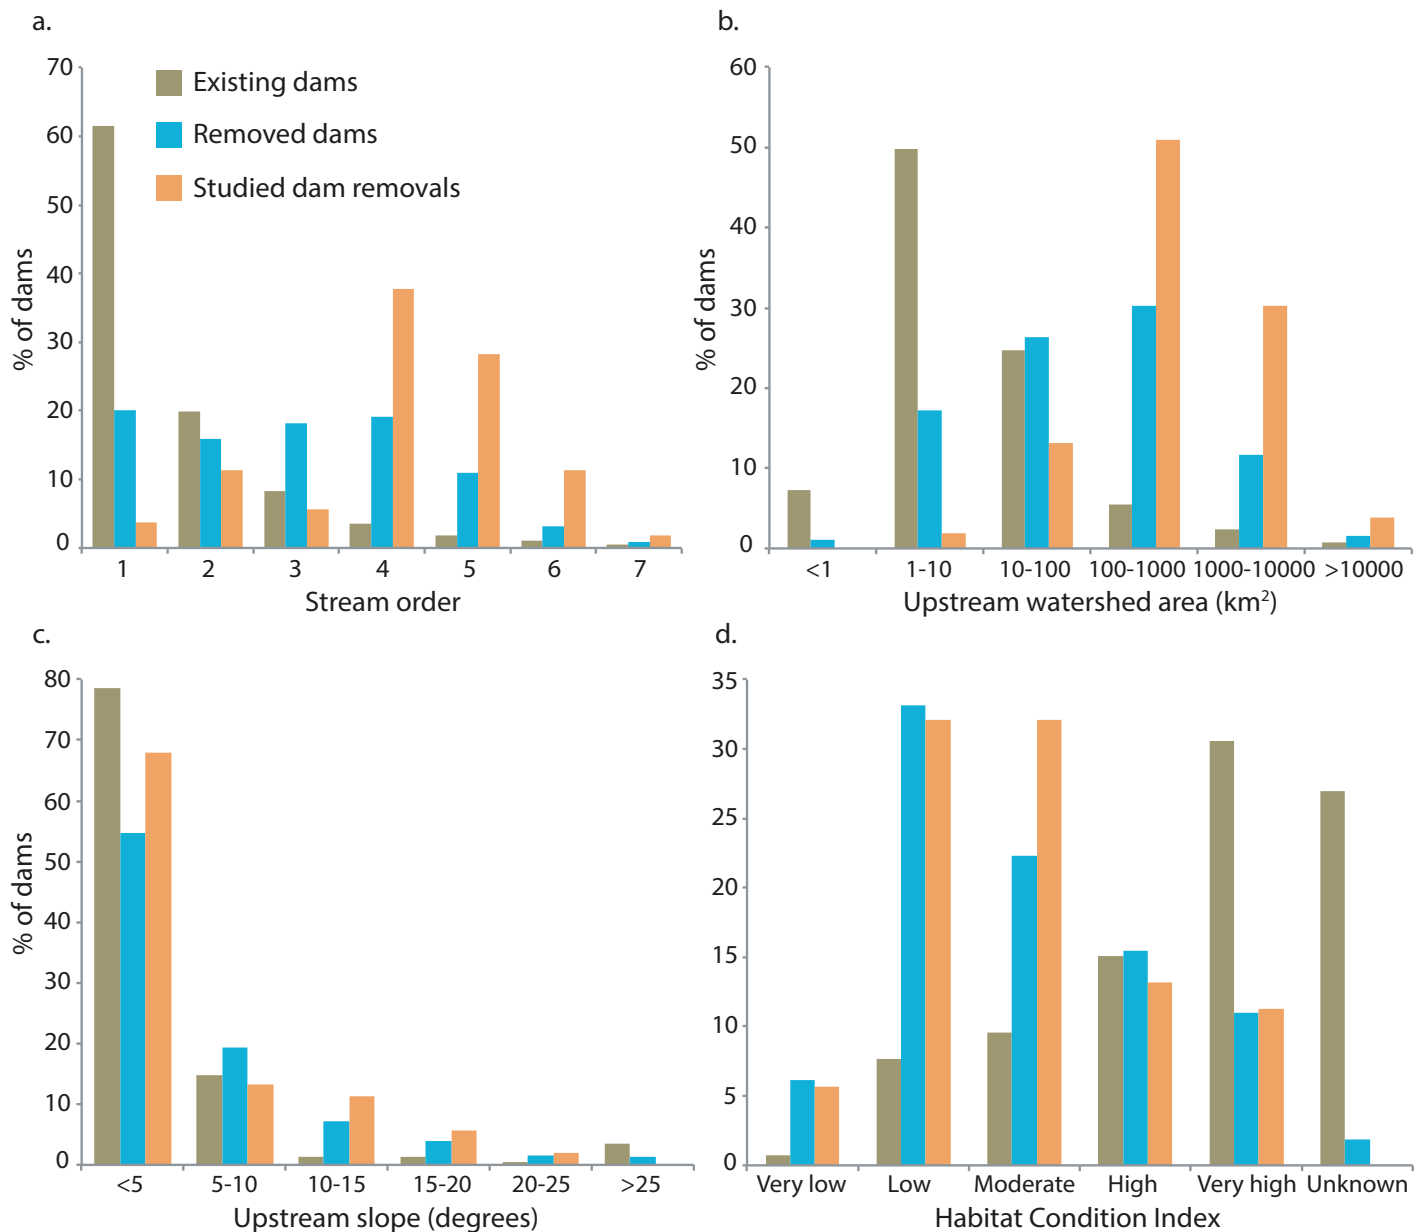 a.
70
60
50
40
30
20
10
0
% of dams
Existing dams
Removed dams
Studied dam removals
1 2 3 4 5 6 7
Stream order
b.
60
50
40
30
20
10
0
% of dams
<1 1-10 10-100 100-1000 1000-10000 >10000
Upstream watershed area (km²)
c.
80
70
60
50
40
30
20
10
0
% of dams
<5 5-10 10-15 15-20 20-25 >25
Upstream slope (degrees)
d.
35
30
25
20
15
10
5
0
Very low Low Moderate High Very high Unknown
Habitat Condition Index